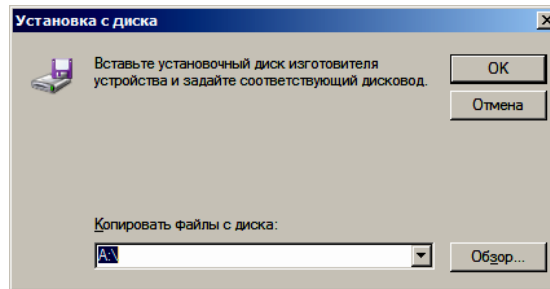 Установка с диска
Вставьте установочный диск изготовителя
устройства и задайте соответствующий дисковод.
OK
Отмена
Копировать файлы с диска:
A:\
Обзор...